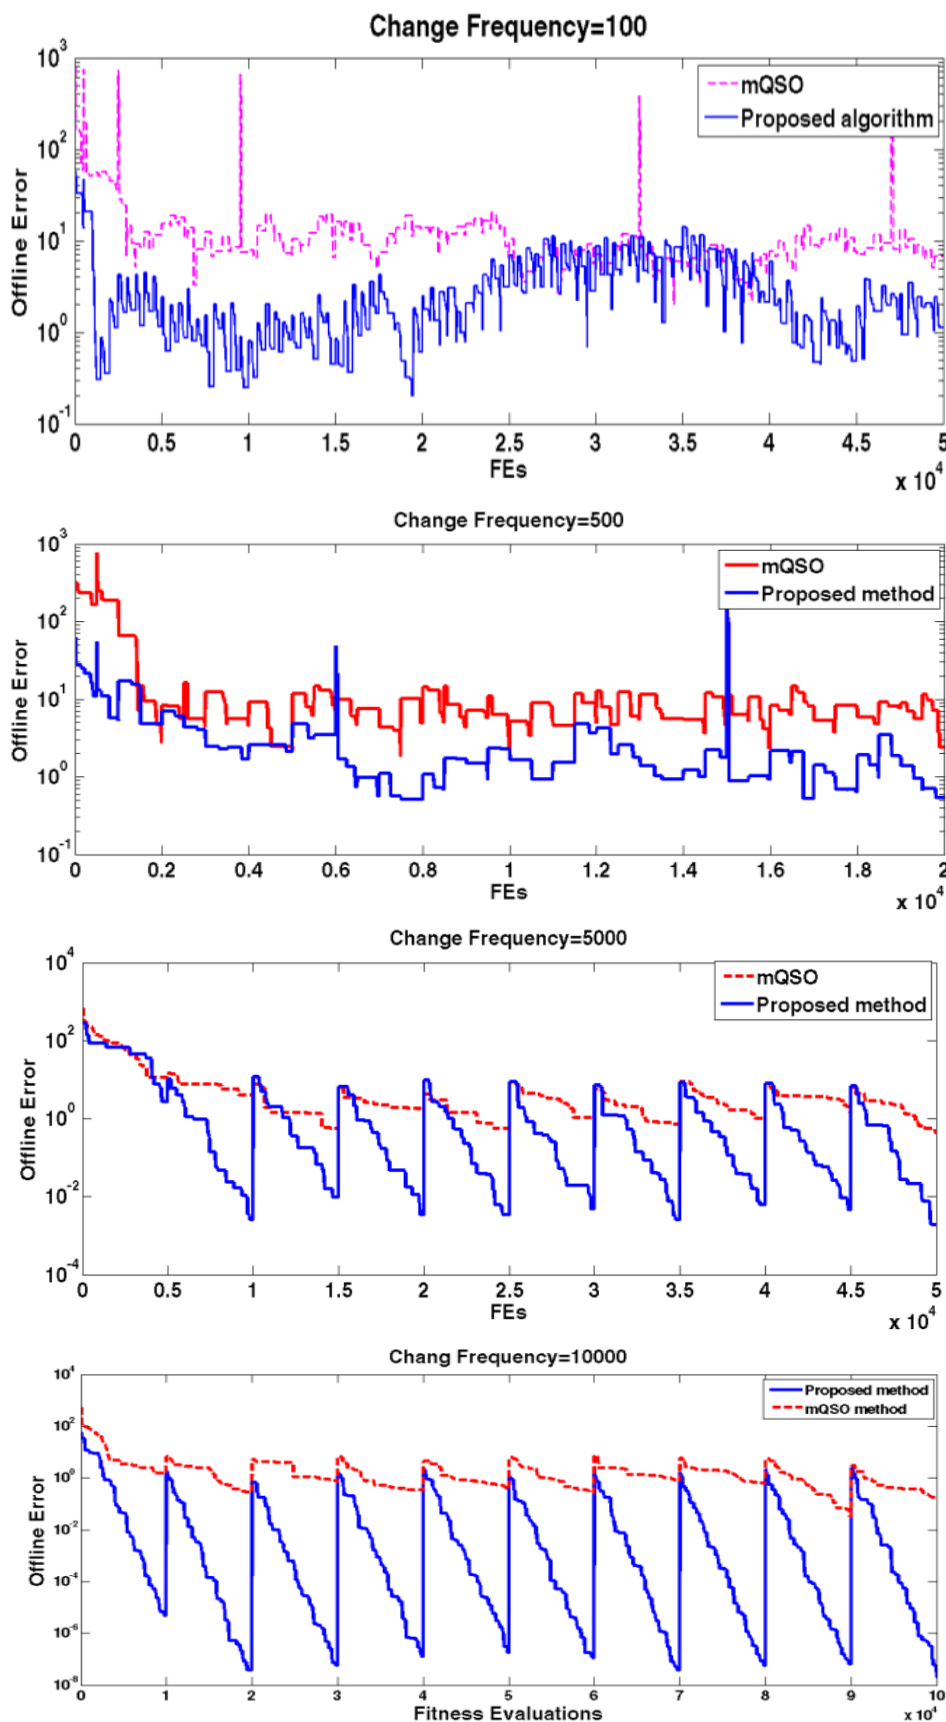 Change Frequency=100
Offline Error
10^3
10^2
10^1
10^0
10^-1
mQSO
Proposed algorithm
0 0.5 1 1.5 2 2.5 3 3.5 4 4.5 5
FEs
x 10^4
Change Frequency=500
Offline Error
10^3
10^2
10^1
10^0
10^-1
mQSO
Proposed method
0 0.2 0.4 0.6 0.8 1 1.2 1.4 1.6 1.8 2
FEs
x 10^4
Change Frequency=5000
Offline Error
10^4
10^2
10^0
10^-2
10^-4
mQSO
Proposed method
0 0.5 1 1.5 2 2.5 3 3.5 4 4.5 5
FEs
x 10^4
Chang Frequency=10000
Offline Error
10^4
10^2
10^0
10^-2
10^-4
10^-6
10^-8
Proposed method
mQSO method
0 1 2 3 4 5 6 7 8 9 10
Fitness Evaluations
x 10^4